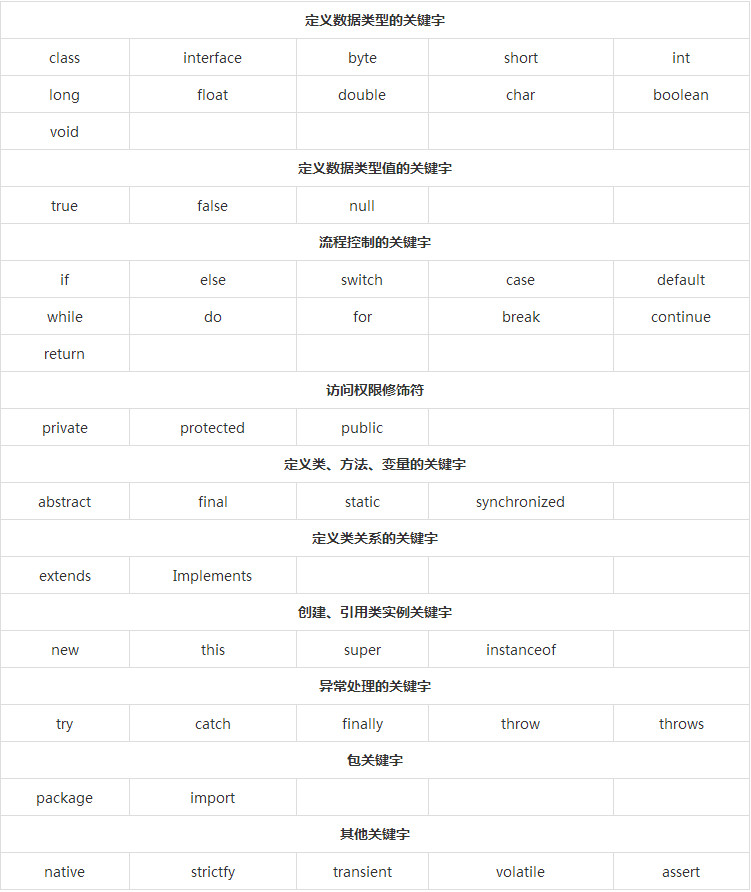 定义数据类型的关键字
class interface byte short int
long float double char boolean
void
定义数据类型值的关键字
true false null
流程控制的关键字
if else switch case default
while do for break continue
return
访问权限修饰符
private protected public
定义类、方法、变量的关键字
abstract final static synchronized
定义类关系的关键字
extends Implements
创建、引用类实例关键字
new this super instanceof
异常处理的关键字
try catch finally throw throws
包关键字
package import
其他关键字
native strictfy transient volatile assert